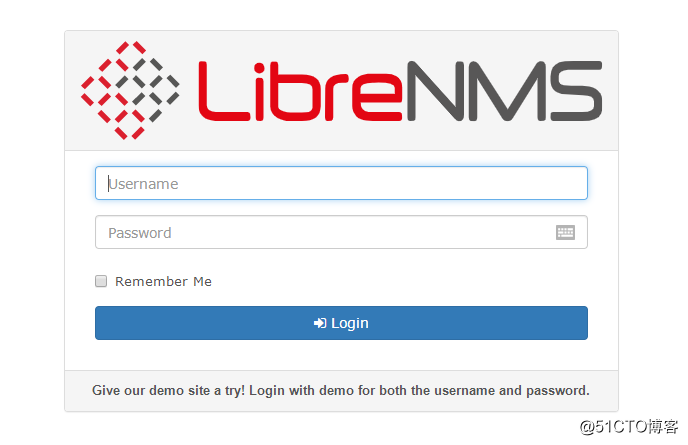 LibreNMS
Username
Password
Remember Me
Login
Give our demo site a try! Login with demo for both the username and password.
@51CTO博客